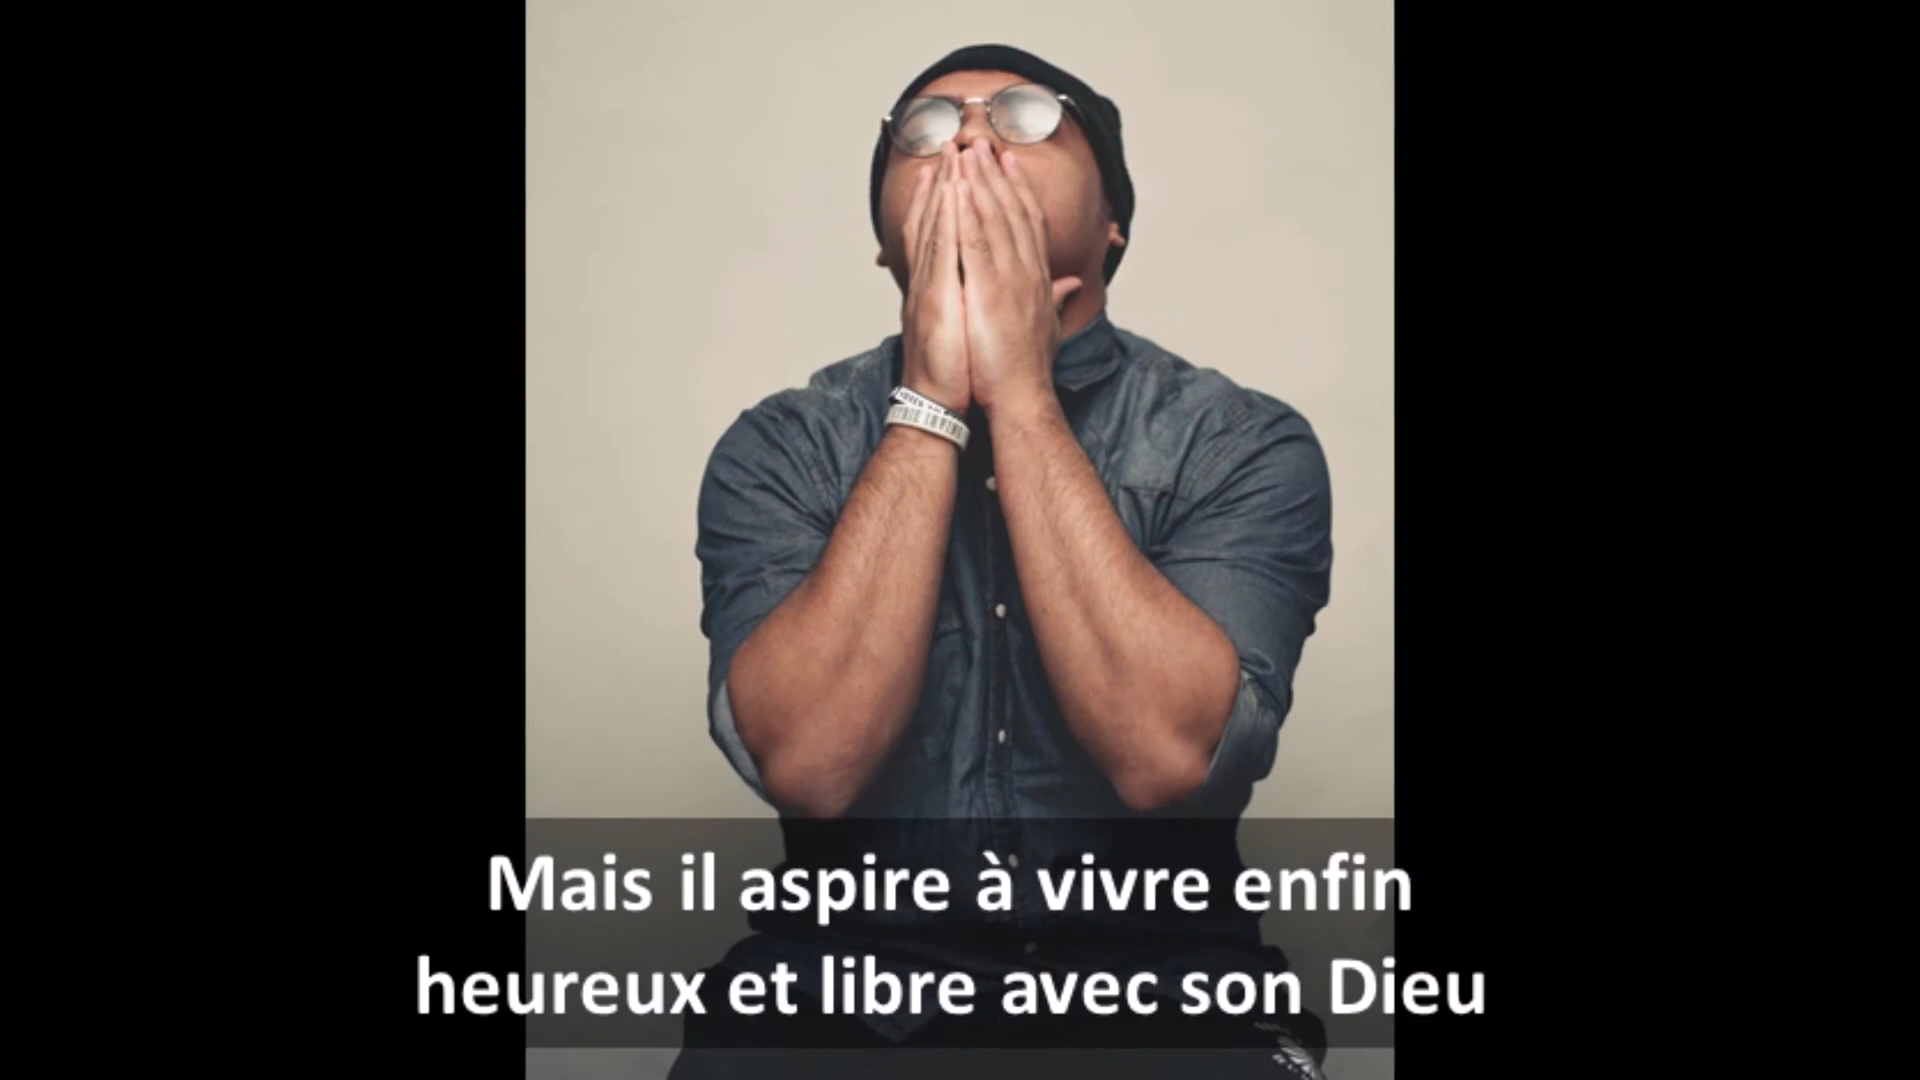 Mais il aspire à vivre enfin
heureux et libre avec son Dieu